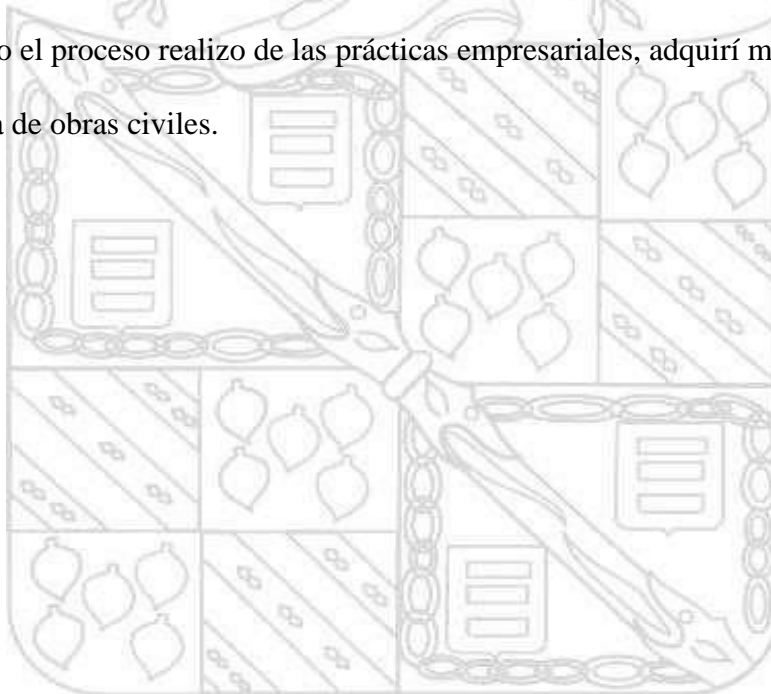 o el proceso realizo de las prácticas empresariales, adquirí m
a de obras civiles.